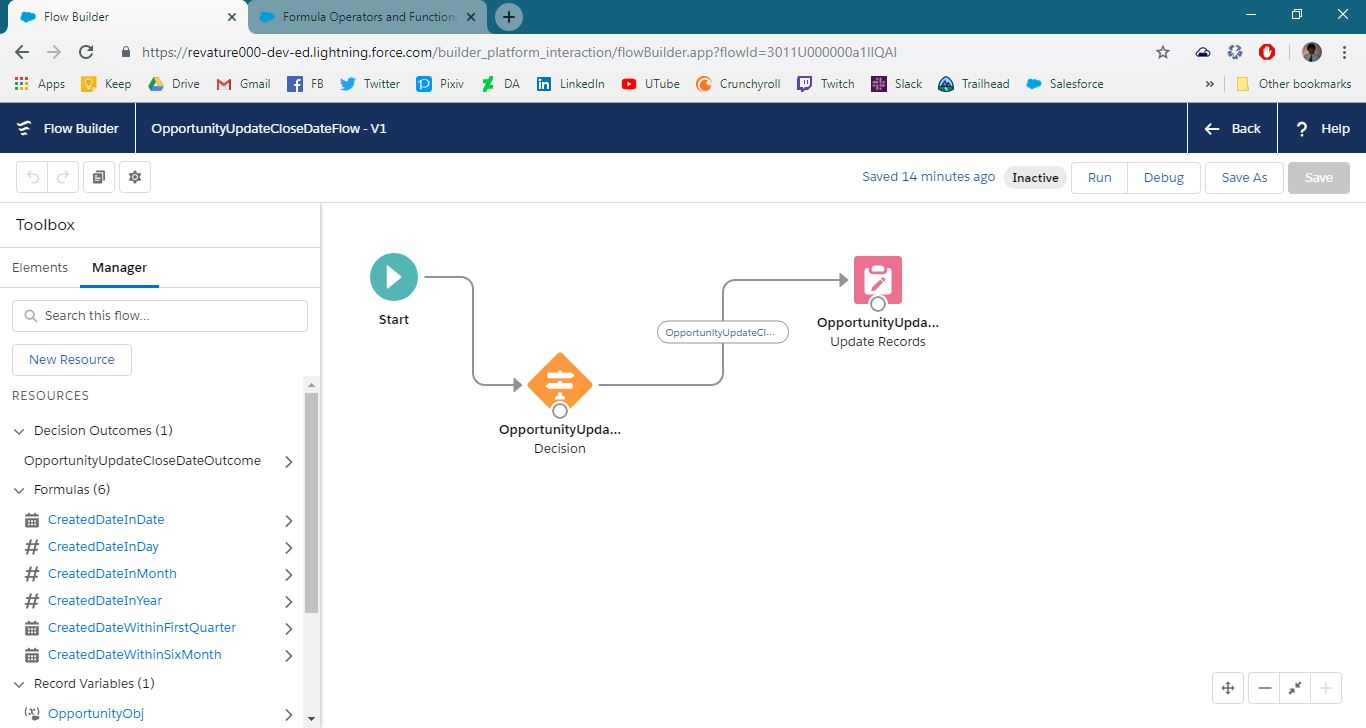 Flow Builder
Formula Operators and Function
https://revature000-dev-ed.lightning.force.com/builder_platform_interaction/flowBuilder.app?flowId=3011U000000a1IlQAI
Apps Keep Drive Gmail FB Twitter Pixiv DA LinkedIn UTube Crunchyroll Twitch Slack Trailhead Salesforce » Other bookmarks
Flow Builder OpportunityUpdateCloseDateFlow - V1 Back ? Help
Saved 14 minutes ago Inactive Run Debug Save As Save
Toolbox
Elements Manager
Search this flow...
New Resource
RESOURCES
Decision Outcomes (1)
OpportunityUpdateCloseDateOutcome
Formulas (6)
CreatedDateInDate
# CreatedDateInDay
# CreatedDateInMonth
# CreatedDateInYear
CreatedDateWithinFirstQuarter
CreatedDateWithinSixMonth
Record Variables (1)
OpportunityObj
Start
OpportunityUpda...
Decision
OpportunityUpdateCl...
OpportunityUpda...
Update Records